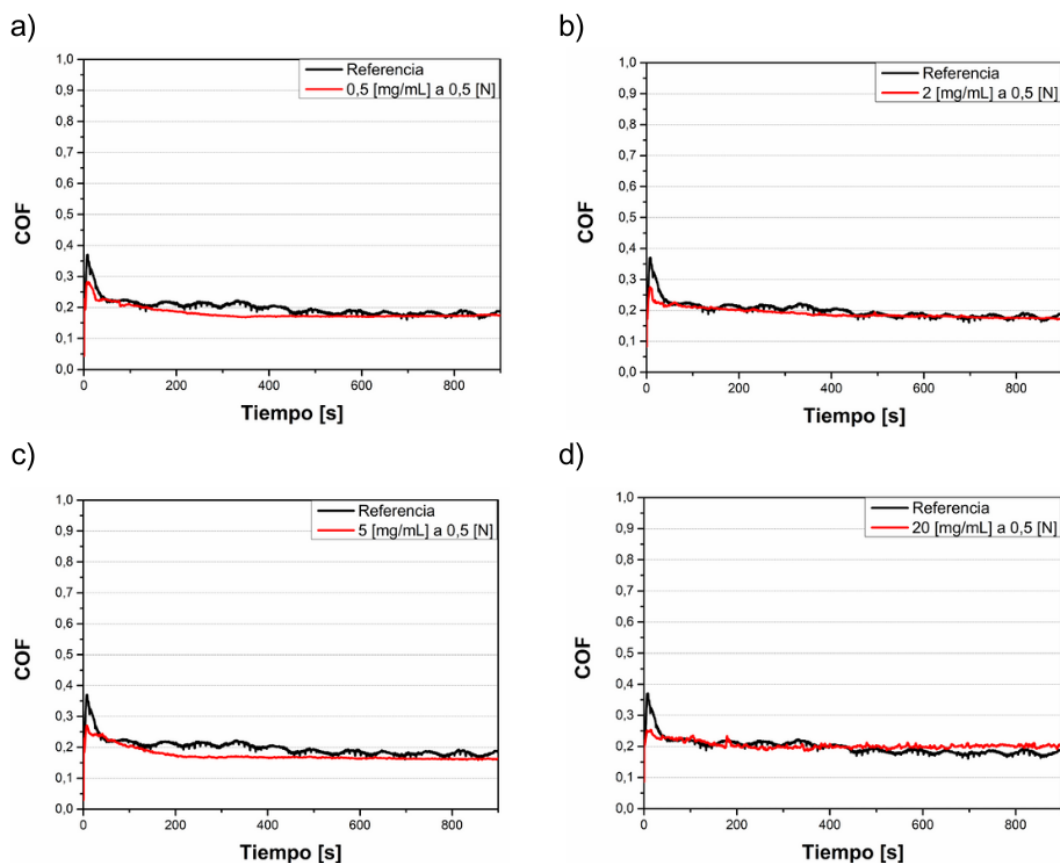 a)
1,0
0,9
0,8
0,7
0,6
0,5
0,4
0,3
0,2
0,1
0,0
COF
Referencia
0,5 [mg/mL] a 0,5 [N]
0 200 400 600 800
Tiempo [s]
b)
1,0
0,9
0,8
0,7
0,6
0,5
0,4
0,3
0,2
0,1
0,0
COF
Referencia
2 [mg/mL] a 0,5 [N]
0 200 400 600 800
Tiempo [s]
c)
1,0
0,9
0,8
0,7
0,6
0,5
0,4
0,3
0,2
0,1
0,0
COF
Referencia
5 [mg/mL] a 0,5 [N]
0 200 400 600 800
Tiempo [s]
d)
1,0
0,9
0,8
0,7
0,6
0,5
0,4
0,3
0,2
0,1
0,0
COF
Referencia
20 [mg/mL] a 0,5 [N]
0 200 400 600 800
Tiempo [s]